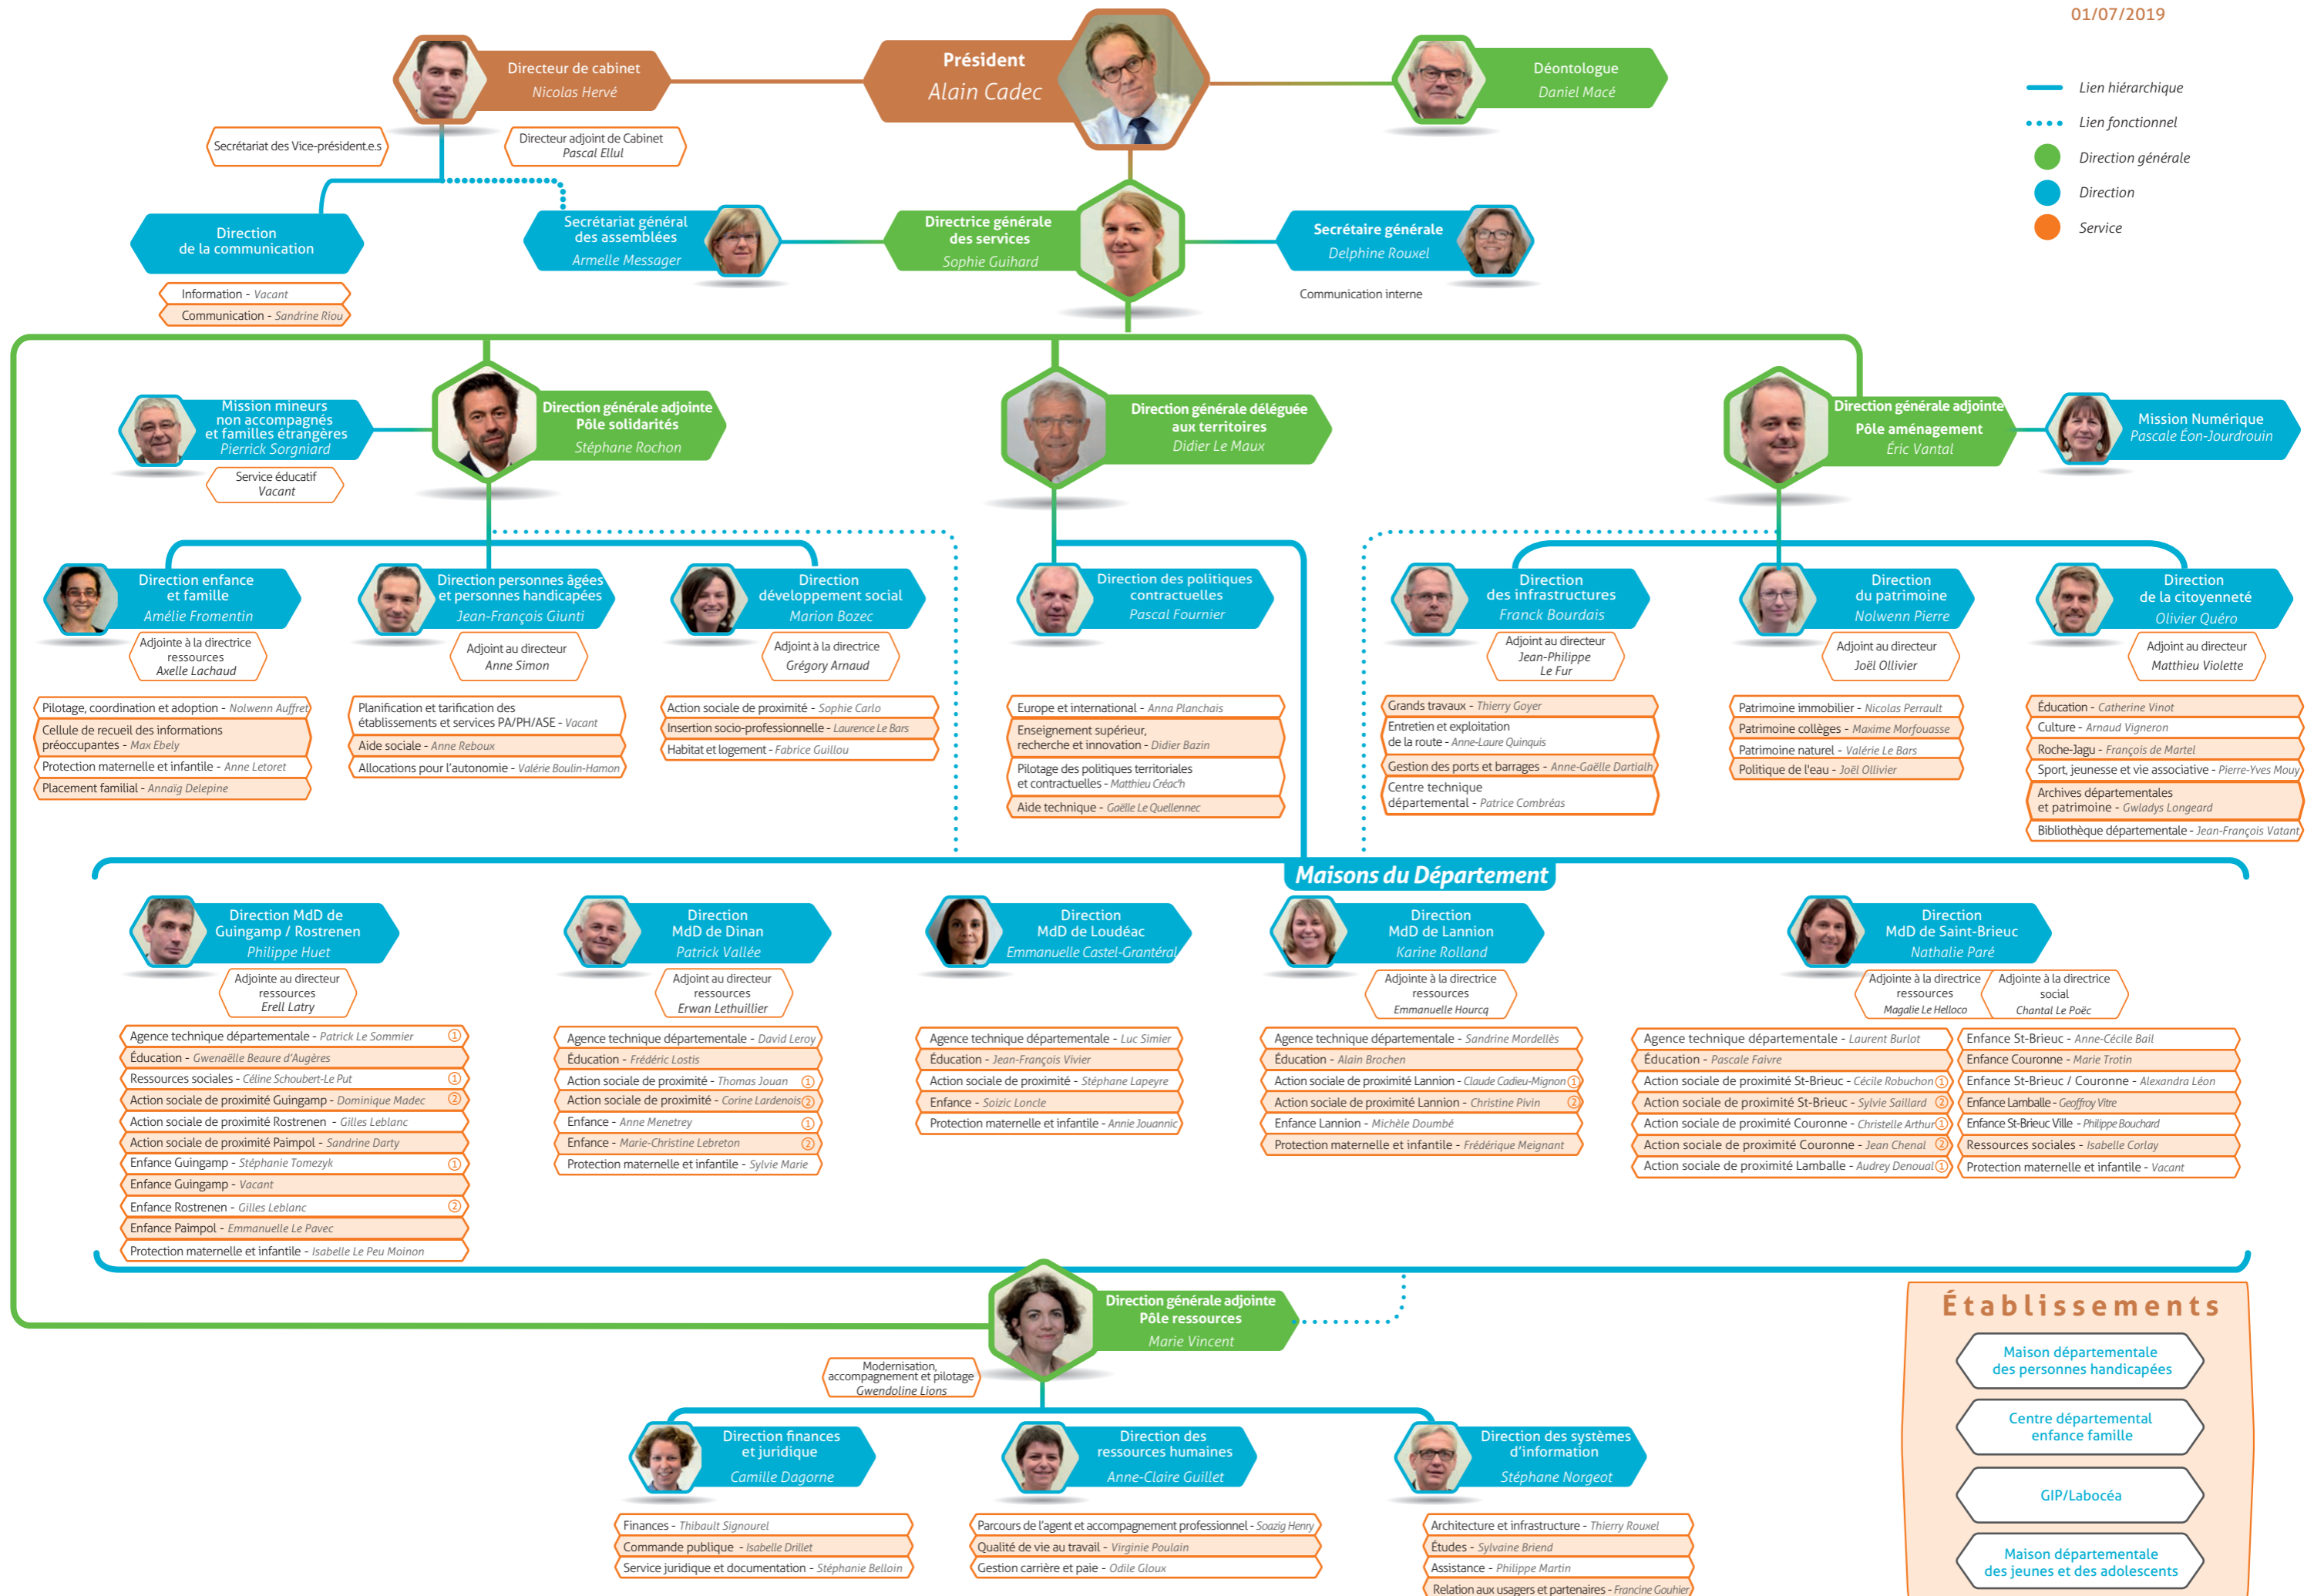 01/07/2019
Directeur de cabinet
Nicolas Hervé
Président
Alain Cadec
Déontologue
Daniel Macé
Lien hiérarchique
Lien fonctionnel
Direction générale
Direction
Service
Secrétariat des Vice-président.e.s
Directeur adjoint de Cabinet
Pascal Ellul
Direction
de la communication
Information - Vacant
Communication - Sandrine Riou
Secrétariat général
des assemblées
Armelle Messager
Directrice générale
des services
Sophie Guihard
Secrétaire générale
Delphine Rouxel
Communication interne
Mission mineurs
non accompagnés
et familles étrangères
Pierrick Sorgniard
Service éducatif
Vacant
Direction générale adjointe
Pôle solidarités
Stéphane Rochon
Direction générale déléguée
aux territoires
Didier Le Maux
Direction générale adjointe
Pôle aménagement
Éric Vantal
Mission Numérique
Pascale Éon-Jourdrouin
Direction enfance
et famille
Amélie Fromentin
Adjointe à la directrice
ressources
Axelle Lachaud
Pilotage, coordination et adoption - Nolwenn Auffret
Cellule de recueil des informations
préoccupantes - Max Ebely
Protection maternelle et infantile - Anne Letoret
Placement familial - Annaïg Delepine
Direction personnes âgées
et personnes handicapées
Jean-François Giunti
Adjoint au directeur
Anne Simon
Planification et tarification des
établissements et services PA/PH/ASE - Vacant
Aide sociale - Anne Reboux
Allocations pour l'autonomie - Valérie Boulin-Hamon
Direction
développement social
Marion Bozec
Adjoint à la directrice
Grégory Arnaud
Action sociale de proximité - Sophie Carlo
Insertion socio-professionnelle - Laurence Le Bars
Habitat et logement - Fabrice Guillou
Direction des politiques
contractuelles
Pascal Fournier
Europe et international - Anna Planchais
Enseignement supérieur,
recherche et innovation - Didier Bazin
Pilotage des politiques territoriales
et contractuelles - Matthieu Créac'h
Aide technique - Gaëlle Le Quellennec
Direction
des infrastructures
Franck Bourdais
Adjoint au directeur
Jean-Philippe
Le Fur
Grands travaux - Thierry Goyer
Entretien et exploitation
de la route - Anne-Laure Quinquis
Gestion des ports et barrages - Anne-Gaëlle Dartialh
Centre technique
départemental - Patrice Combréas
Direction
du patrimoine
Nolwenn Pierre
Adjoint au directeur
Joël Ollivier
Patrimoine immobilier - Nicolas Perrault
Patrimoine collèges - Maxime Morfouasse
Patrimoine naturel - Valérie Le Bars
Politique de l'eau - Joël Ollivier
Direction
de la citoyenneté
Olivier Quéro
Adjoint au directeur
Matthieu Violette
Éducation - Catherine Vinot
Culture - Arnaud Vigneron
Roche-Jagu - François de Martel
Sport, jeunesse et vie associative - Pierre-Yves Mouy
Archives départementales
et patrimoine - Gwladys Longeard
Bibliothèque départementale - Jean-François Vatant
Maisons du Département
Direction MdD de
Guingamp / Rostrenen
Philippe Huet
Adjointe au directeur
ressources
Erell Latry
Agence technique départementale - Patrick Le Sommier ①
Éducation - Gwenaëlle Beaure d'Augères
Ressources sociales - Céline Schoubert-Le Put ①
Action sociale de proximité Guingamp - Dominique Madec ②
Action sociale de proximité Rostrenen - Gilles Leblanc
Action sociale de proximité Paimpol - Sandrine Darty
Enfance Guingamp - Stéphanie Tomezyk ①
Enfance Guingamp - Vacant
Enfance Rostrenen - Gilles Leblanc ②
Enfance Paimpol - Emmanuelle Le Pavec
Protection maternelle et infantile - Isabelle Le Peu Moinon
Direction
MdD de Dinan
Patrick Vallée
Adjoint au directeur
ressources
Erwan Lethuillier
Agence technique départementale - David Leroy
Éducation - Frédéric Lostis
Action sociale de proximité - Thomas Jouan ①
Action sociale de proximité - Corine Lardenois ②
Enfance - Anne Menetrey ①
Enfance - Marie-Christine Lebreton ②
Protection maternelle et infantile - Sylvie Marie
Direction
MdD de Loudéac
Emmanuelle Castel-Grantéral
Agence technique départementale - Luc Simier
Éducation - Jean-François Vivier
Action sociale de proximité - Stéphane Lapeyre
Enfance - Soizic Loncle
Protection maternelle et infantile - Annie Jouannic
Direction
MdD de Lannion
Karine Rolland
Adjointe à la directrice
ressources
Emmanuelle Hourcq
Agence technique départementale - Sandrine Mordellès
Éducation - Alain Brochen
Action sociale de proximité Lannion - Claude Cadieu-Mignon ①
Action sociale de proximité Lannion - Christine Pivin ②
Enfance Lannion - Michèle Doumbé
Protection maternelle et infantile - Frédérique Meignant
Direction
MdD de Saint-Brieuc
Nathalie Paré
Adjointe à la directrice
ressources
Magalie Le Helloco
Adjointe à la directrice
social
Chantal Le Poëc
Agence technique départementale - Laurent Burlot
Éducation - Pascale Faivre
Action sociale de proximité St-Brieuc - Cécile Robuchon ①
Action sociale de proximité St-Brieuc - Sylvie Saillard ②
Action sociale de proximité Couronne - Christelle Arthur ①
Action sociale de proximité Couronne - Jean Chenal ②
Action sociale de proximité Lamballe - Audrey Denoual ①
Enfance St-Brieuc - Anne-Cécile Bail
Enfance Couronne - Marie Trotin
Enfance St-Brieuc / Couronne - Alexandra Léon
Enfance Lamballe - Geoffroy Vitre
Enfance St-Brieuc Ville - Philippe Bouchard
Ressources sociales - Isabelle Corlay
Protection maternelle et infantile - Vacant
Direction générale adjointe
Pôle ressources
Marie Vincent
Modernisation,
accompagnement et pilotage
Gwendoline Lions
Direction finances
et juridique
Camille Dagorne
Finances - Thibault Signourel
Commande publique - Isabelle Drillet
Service juridique et documentation - Stéphanie Belloin
Direction des
ressources humaines
Anne-Claire Guillet
Parcours de l'agent et accompagnement professionnel - Soazig Henry
Qualité de vie au travail - Virginie Poulain
Gestion carrière et paie - Odile Gloux
Direction des systèmes
d'information
Stéphane Norgeot
Architecture et infrastructure - Thierry Rouxel
Études - Sylvaine Briend
Assistance - Philippe Martin
Relation aux usagers et partenaires - Francine Gouhier
Établissements
Maison départementale
des personnes handicapées
Centre départemental
enfance famille
GIP/Labocéa
Maison départementale
des jeunes et des adolescents